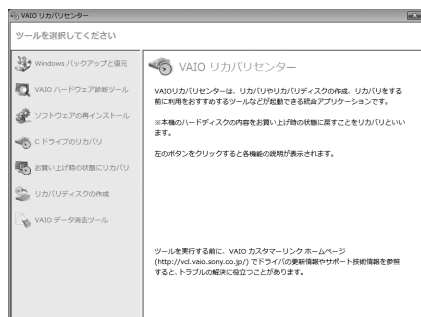 VAIO リカバリセンター
ツールを選択してください
Windows バックアップと復元
VAIO ハードウェア診断ツール
ソフトウェアの再インストール
C ドライブのリカバリ
お買い上げ時の状態にリカバリ
リカバリディスクの作成
VAIO データ消去ツール
VAIO リカバリセンター
VAIOリカバリセンターは、リカバリやリカバリディスクの作成、リカバリをする
前に利用をおすすめするツールなどが起動できる統合アプリケーションです。
※本機のハードディスクの内容をお買い上げ時の状態に戻すことをリカバリといい
ます。
左のボタンをクリックすると各機能の説明が表示されます。
ツールを実行する前に、VAIO カスタマーリンク ホームページ
(http://vcl.vaio.sony.co.jp/) でドライバの更新情報やサポート技術情報を参照
すると、トラブルの解決に役立つことがあります。